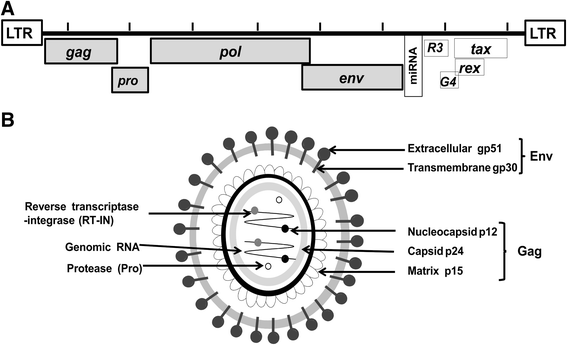 A
LTR
gag
pro
pol
env
miRNA
R3
G4
tax
rex
LTR
B
Extracellular gp51
Transmembrane gp30
Env
Reverse transcriptase
-integrase (RT-IN)
Genomic RNA
Protease (Pro)
Nucleocapsid p12
Capsid p24
Matrix p15
Gag